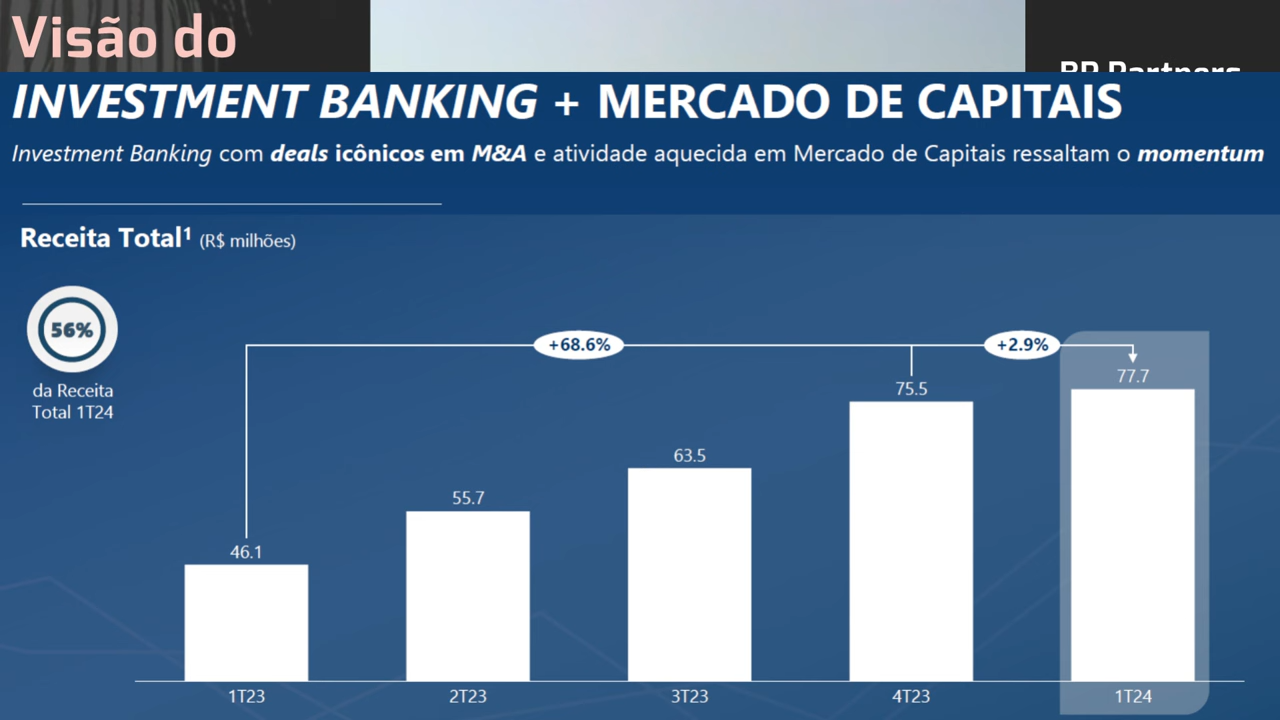 Visão do
BR Partners
INVESTMENT BANKING + MERCADO DE CAPITAIS
Investment Banking com deals icônicos em M&A e atividade aquecida em Mercado de Capitais ressaltam o momentum
Receita Total¹ (R$ milhões)
56%
da Receita
Total 1T24
+68.6%
+2.9%
46.1
55.7
63.5
75.5
77.7
1T23
2T23
3T23
4T23
1T24